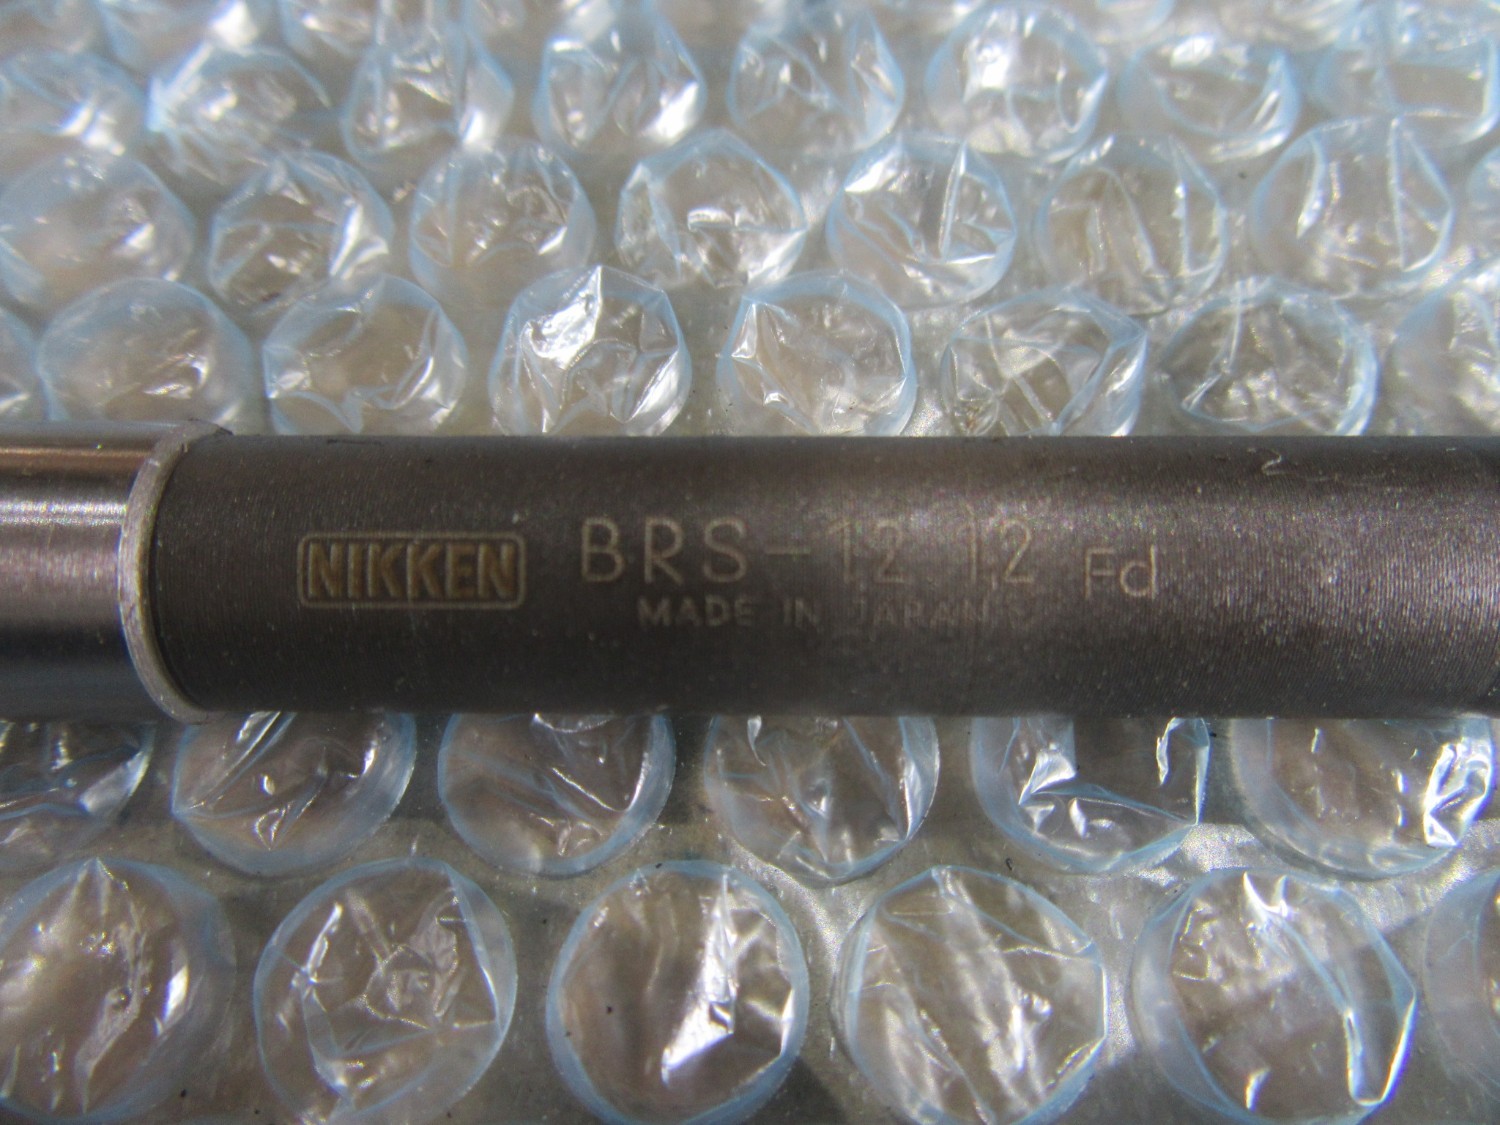 NIKKEN BRS-12 12 Fd
MADE IN JAPAN